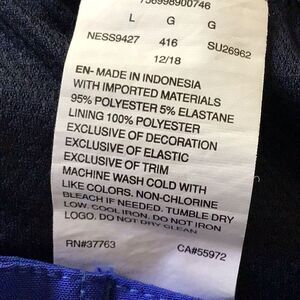 756998900746
L G G
NESS9427 416 SU26962
12/18
EN- MADE IN INDONESIA
WITH IMPORTED MATERIALS
95% POLYESTER 5% ELASTANE
LINING 100% POLYESTER
EXCLUSIVE OF DECORATION
EXCLUSIVE OF ELASTIC
EXCLUSIVE OF TRIM
MACHINE WASH COLD WITH
LIKE COLORS. NON-CHLORINE
BLEACH IF NEEDED. TUMBLE DRY
LOW. COOL IRON. DO NOT IRON
LOGO. DO NOT DRY CLEAN
RN#37763 CA#55972